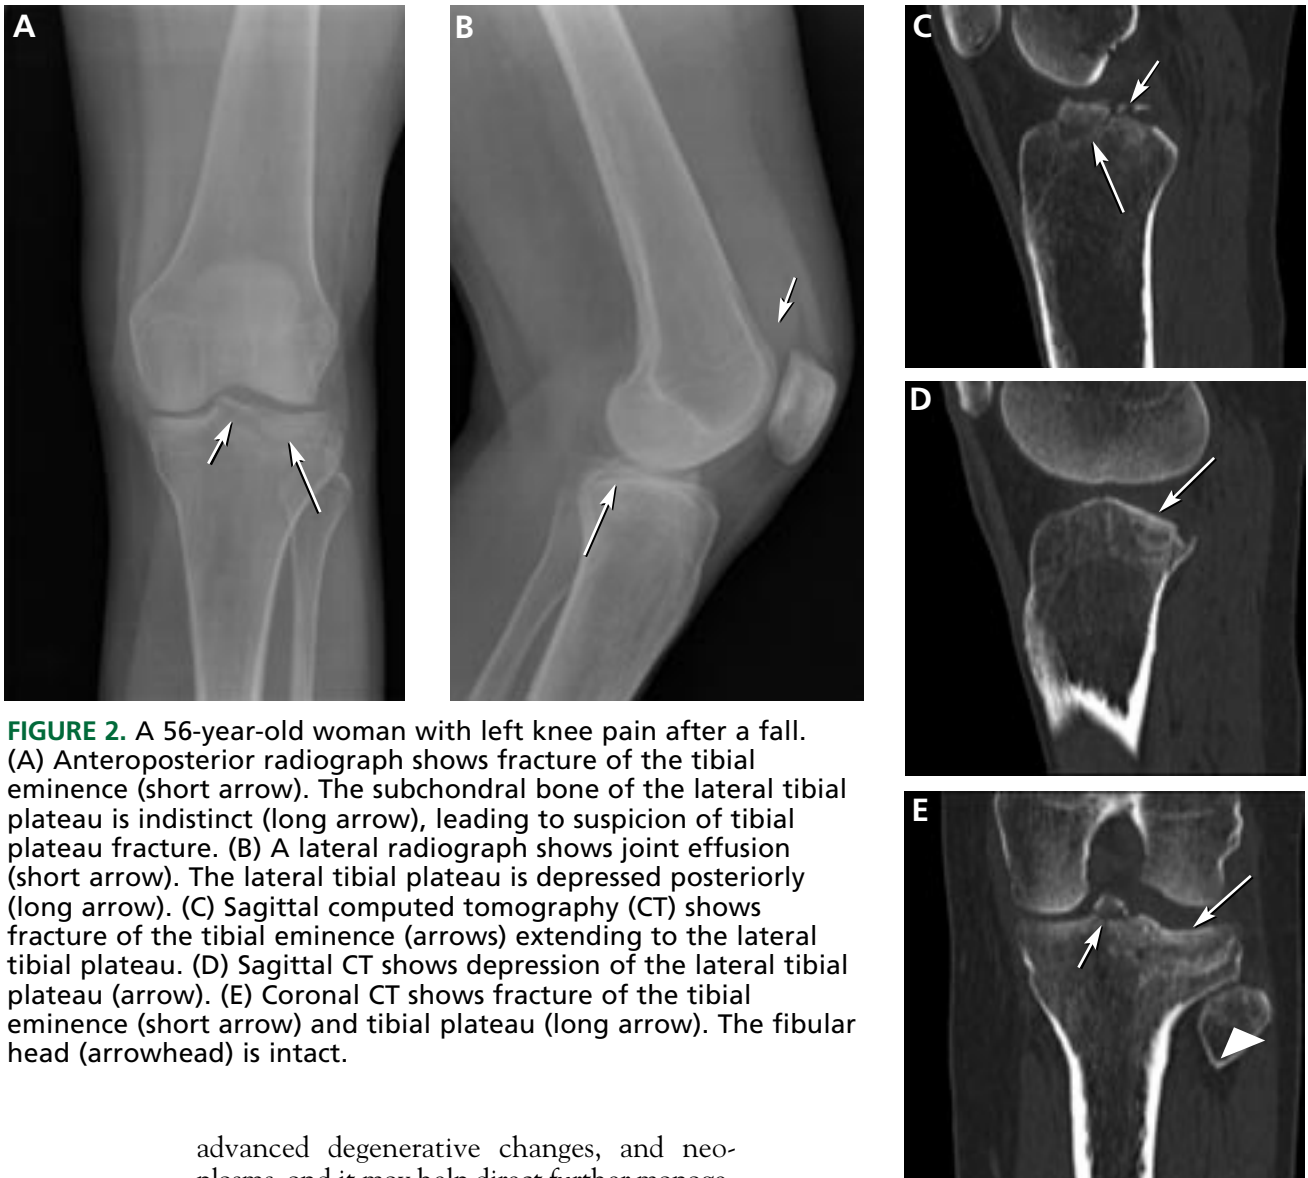 A
B
C
D
E
FIGURE 2. A 56-year-old woman with left knee pain after a fall.
(A) Anteroposterior radiograph shows fracture of the tibial
eminence (short arrow). The subchondral bone of the lateral tibial
plateau is indistinct (long arrow), leading to suspicion of tibial
plateau fracture. (B) A lateral radiograph shows joint effusion
(short arrow). The lateral tibial plateau is depressed posteriorly
(long arrow). (C) Sagittal computed tomography (CT) shows
fracture of the tibial eminence (arrows) extending to the lateral
tibial plateau. (D) Sagittal CT shows depression of the lateral tibial
plateau (arrow). (E) Coronal CT shows fracture of the tibial
eminence (short arrow) and tibial plateau (long arrow). The fibular
head (arrowhead) is intact.
advanced degenerative changes, and neo-